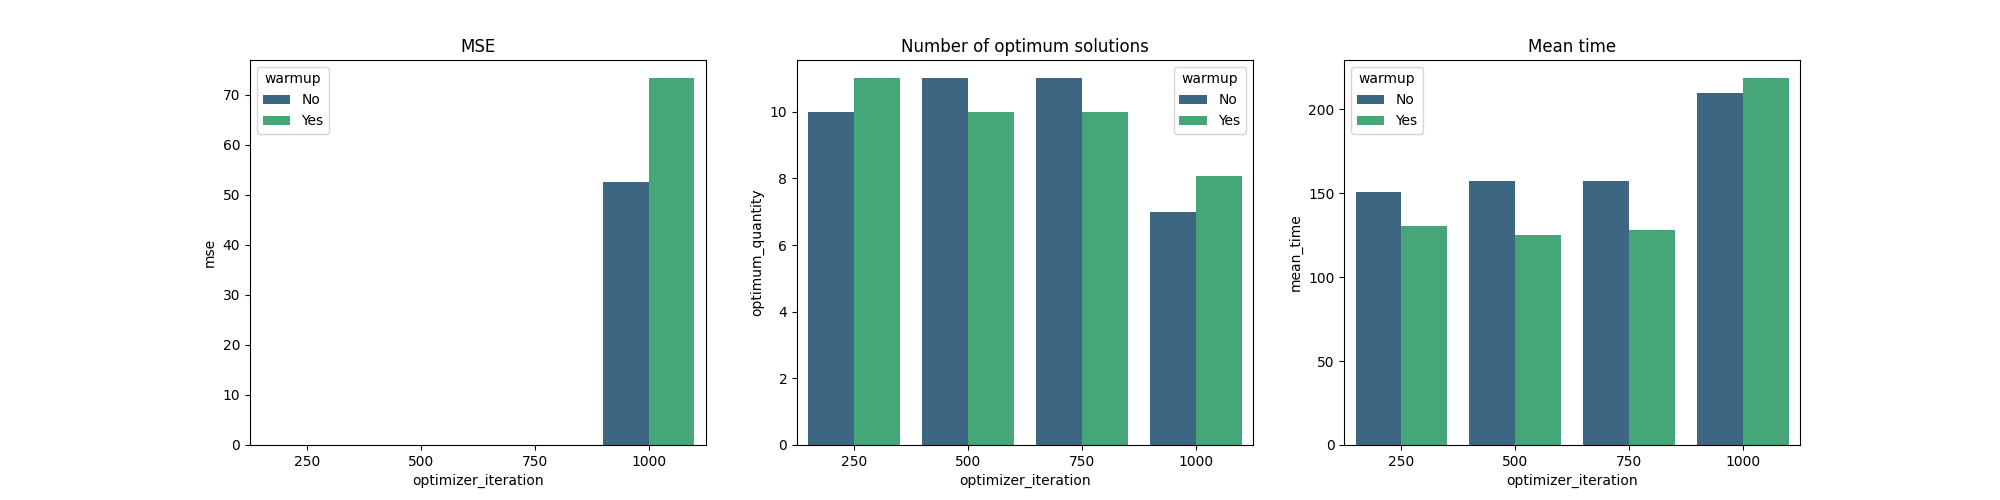 MSE
warmup
No
Yes
70
60
50
40
30
20
10
0
mse
250 500 750 1000
optimizer_iteration
Number of optimum solutions
warmup
No
Yes
10
8
6
4
2
0
optimum_quantity
250 500 750 1000
optimizer_iteration
Mean time
warmup
No
Yes
200
150
100
50
0
mean_time
250 500 750 1000
optimizer_iteration